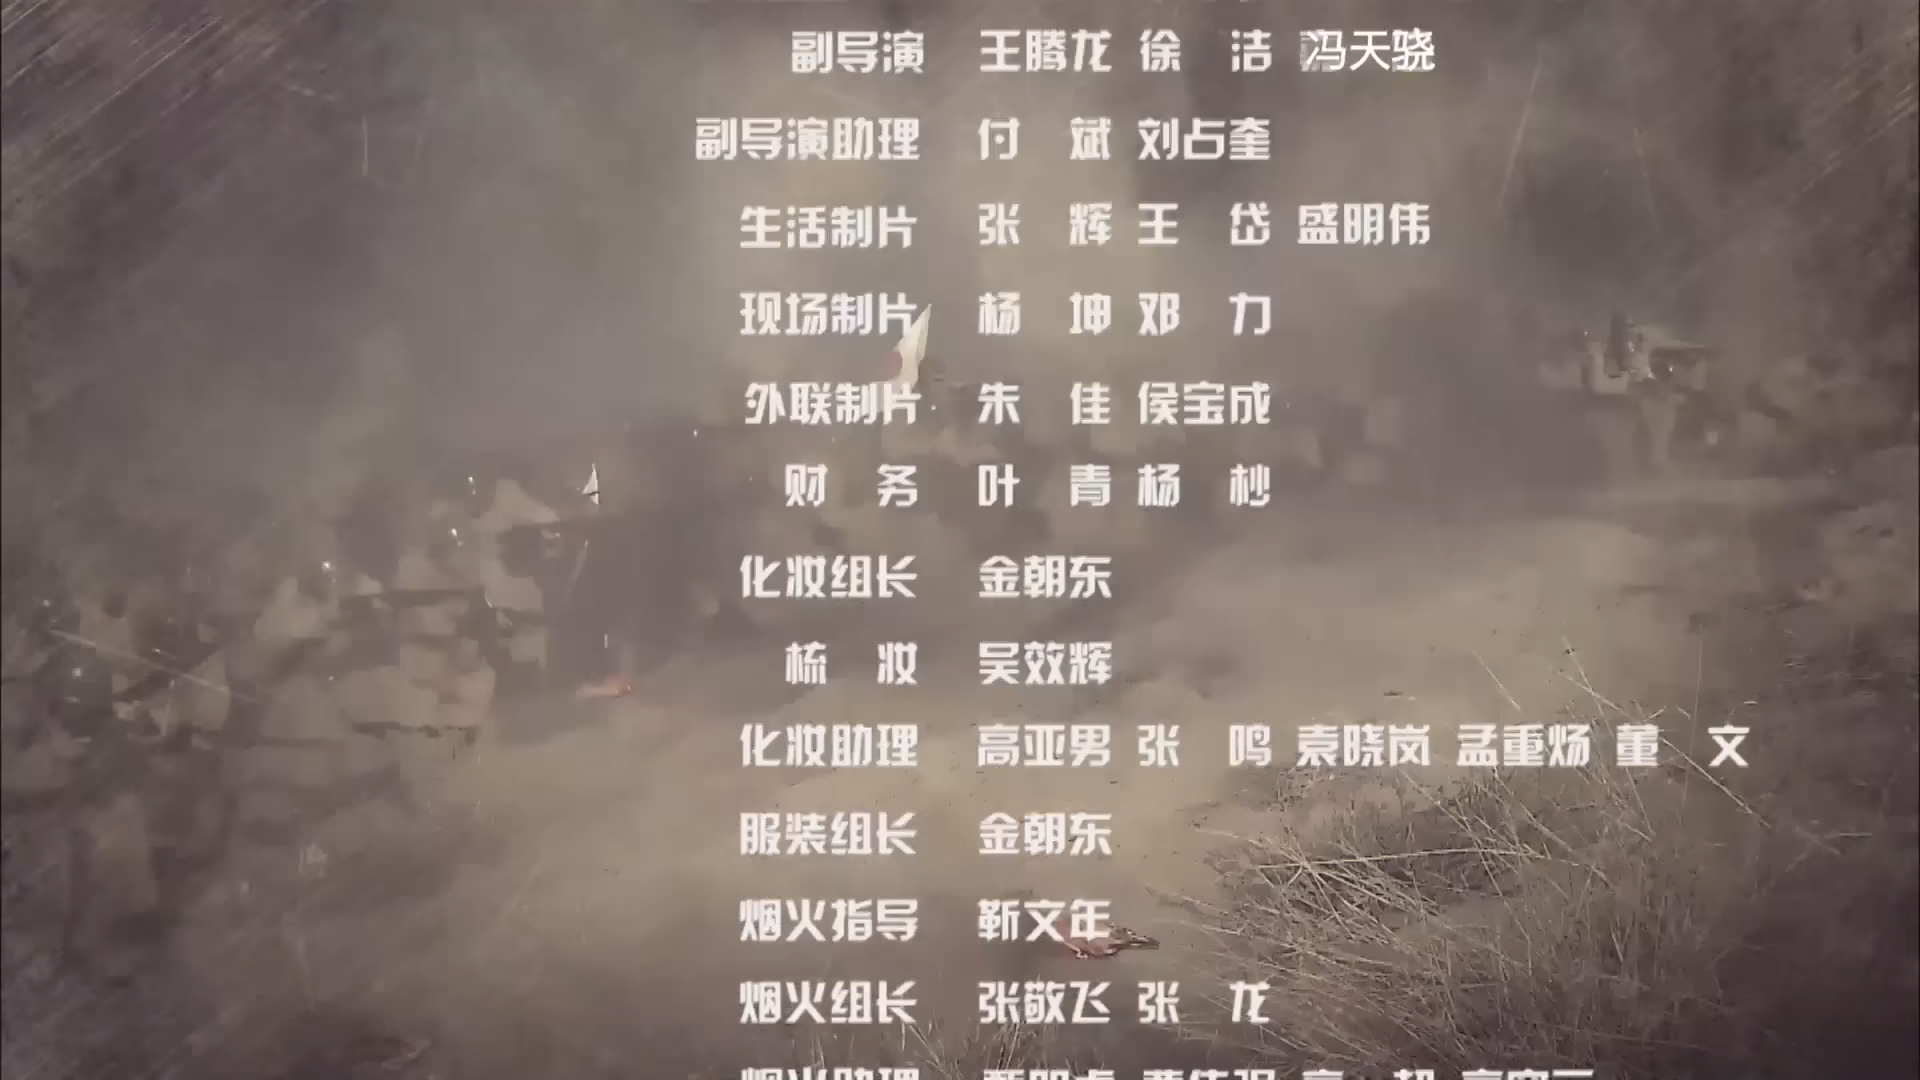 副导演 王腾龙 徐 洁 冯天骁
副导演助理 付 斌 刘占奎
生活制片 张 辉 王 岱 盛明伟
现场制片 杨 坤 邓 力
外联制片 朱 佳 侯宝成
财 务 叶 青 杨 杪
化妆组长 金朝东
梳 妆 吴效辉
化妆助理 高亚男 张 鸣 袁晓岚 孟重炀 董 文
服装组长 金朝东
烟火指导 靳文年
烟火组长 张敬飞 张 龙
烟火助理